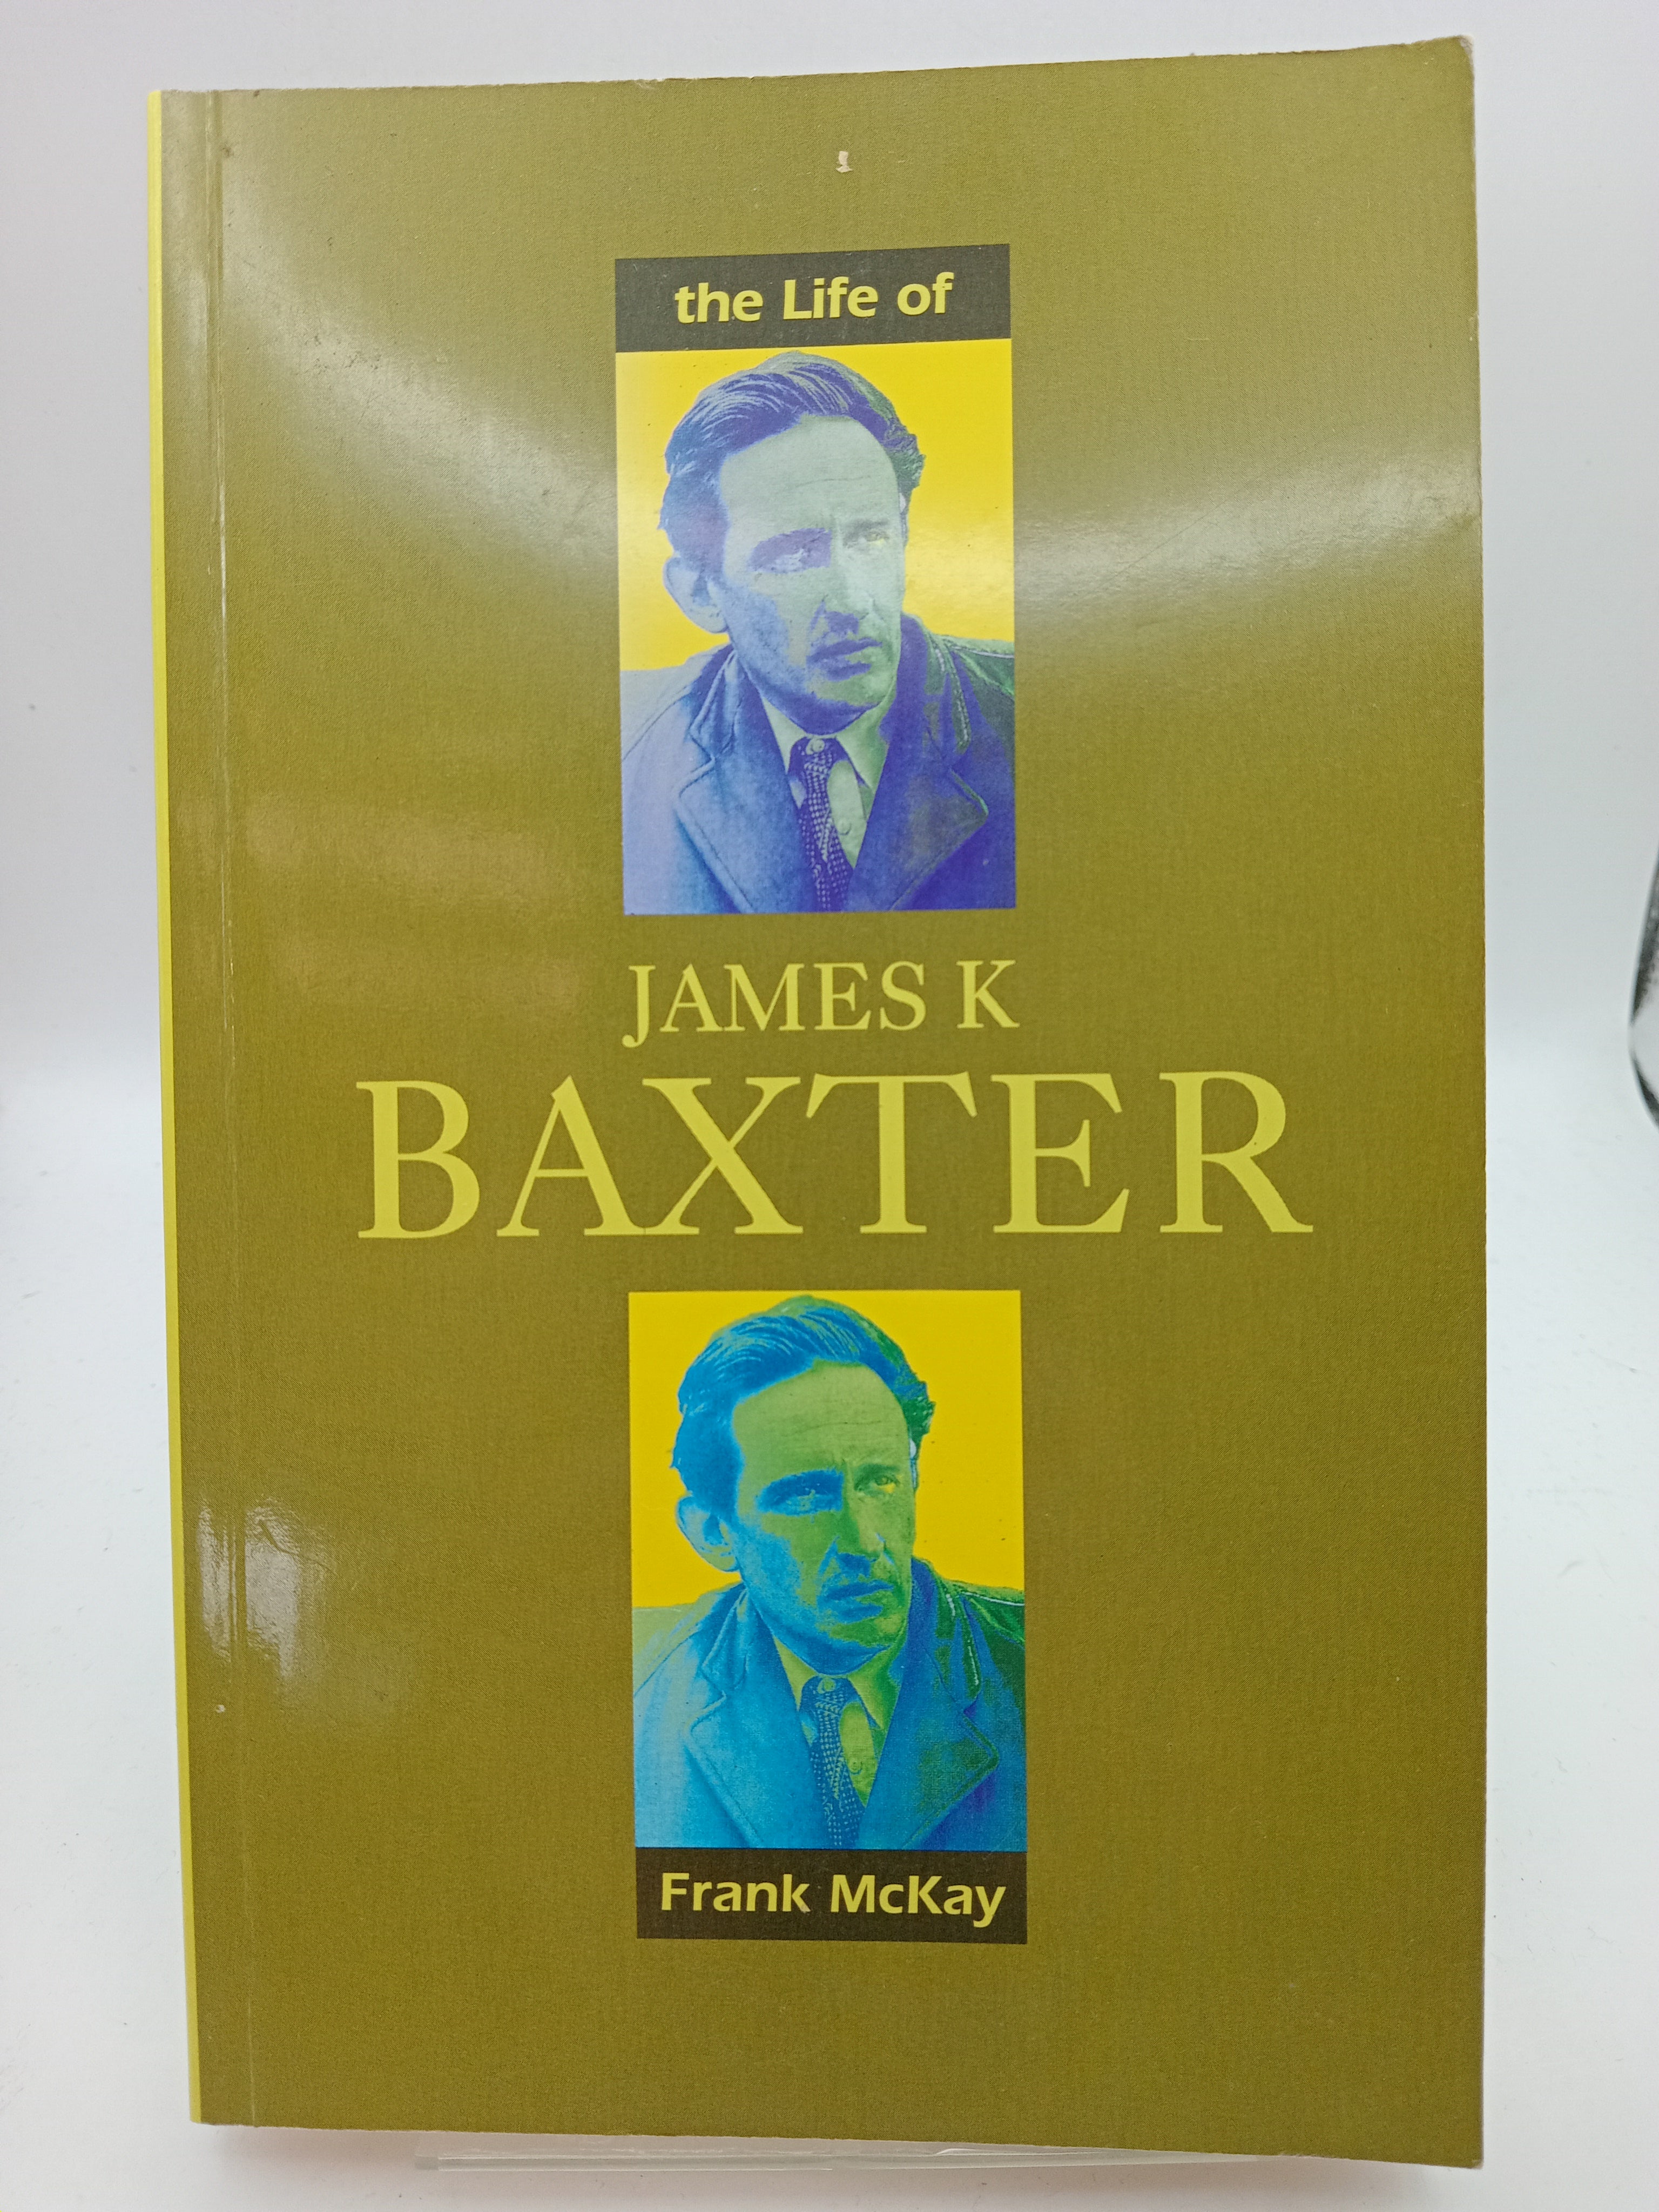 the Life of
JAMES K
BAXTER
Frank McKay